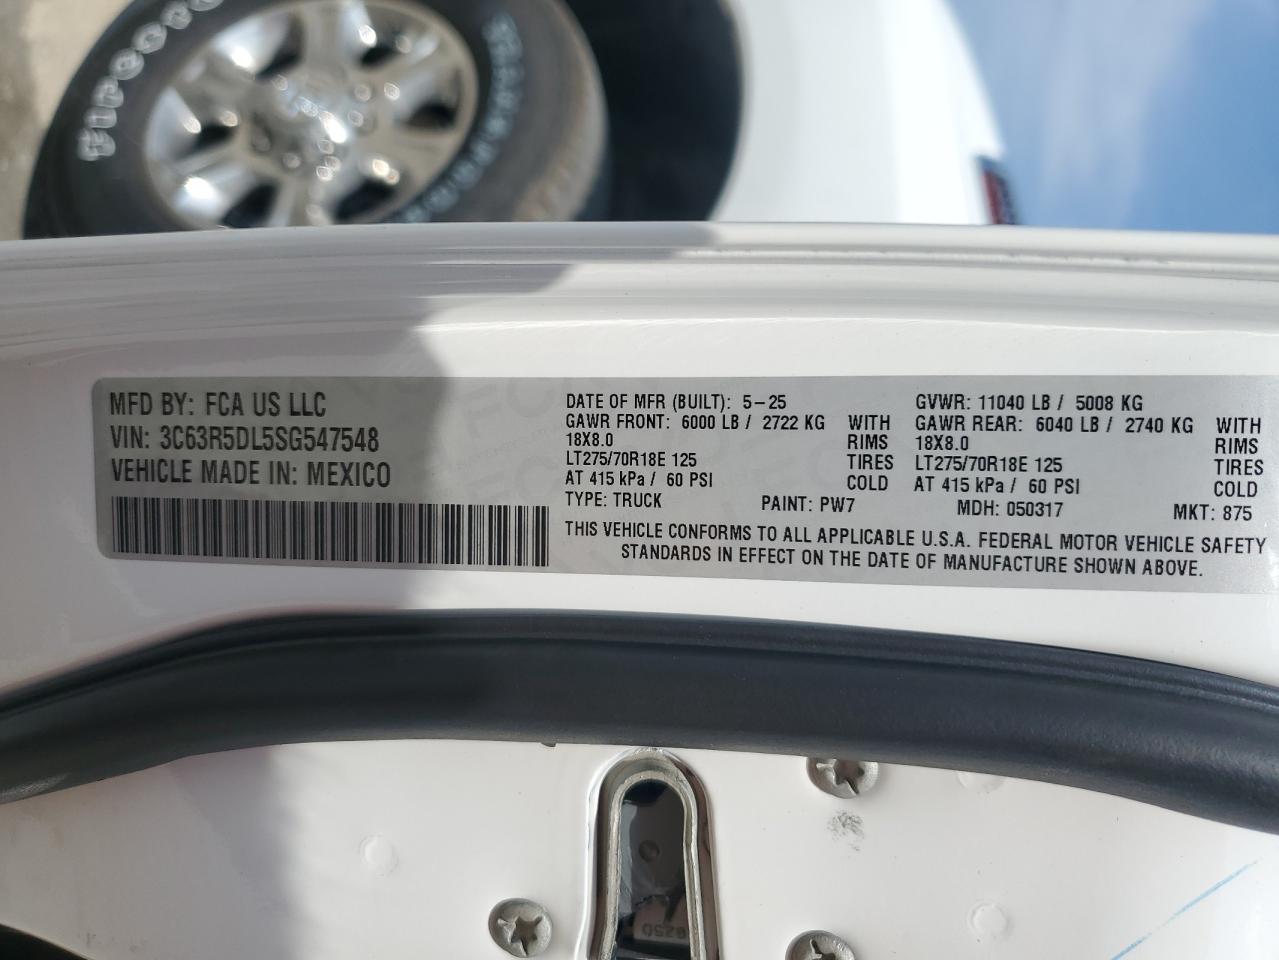 MFD BY: FCA US LLC
VIN: 3C63R5DL5SG547548
VEHICLE MADE IN: MEXICO
DATE OF MFR (BUILT): 5-25 GVWR: 11040 LB / 5008 KG
GAWR FRONT: 6000 LB / 2722 KG WITH GAWR REAR: 6040 LB / 2740 KG WITH
18X8.0 RIMS 18X8.0 RIMS
LT275/70R18E 125 TIRES LT275/70R18E 125 TIRES
AT 415 kPa / 60 PSI COLD AT 415 kPa / 60 PSI COLD
TYPE: TRUCK PAINT: PW7 MDH: 050317 MKT: 875
THIS VEHICLE CONFORMS TO ALL APPLICABLE U.S.A. FEDERAL MOTOR VEHICLE SAFETY
STANDARDS IN EFFECT ON THE DATE OF MANUFACTURE SHOWN ABOVE.